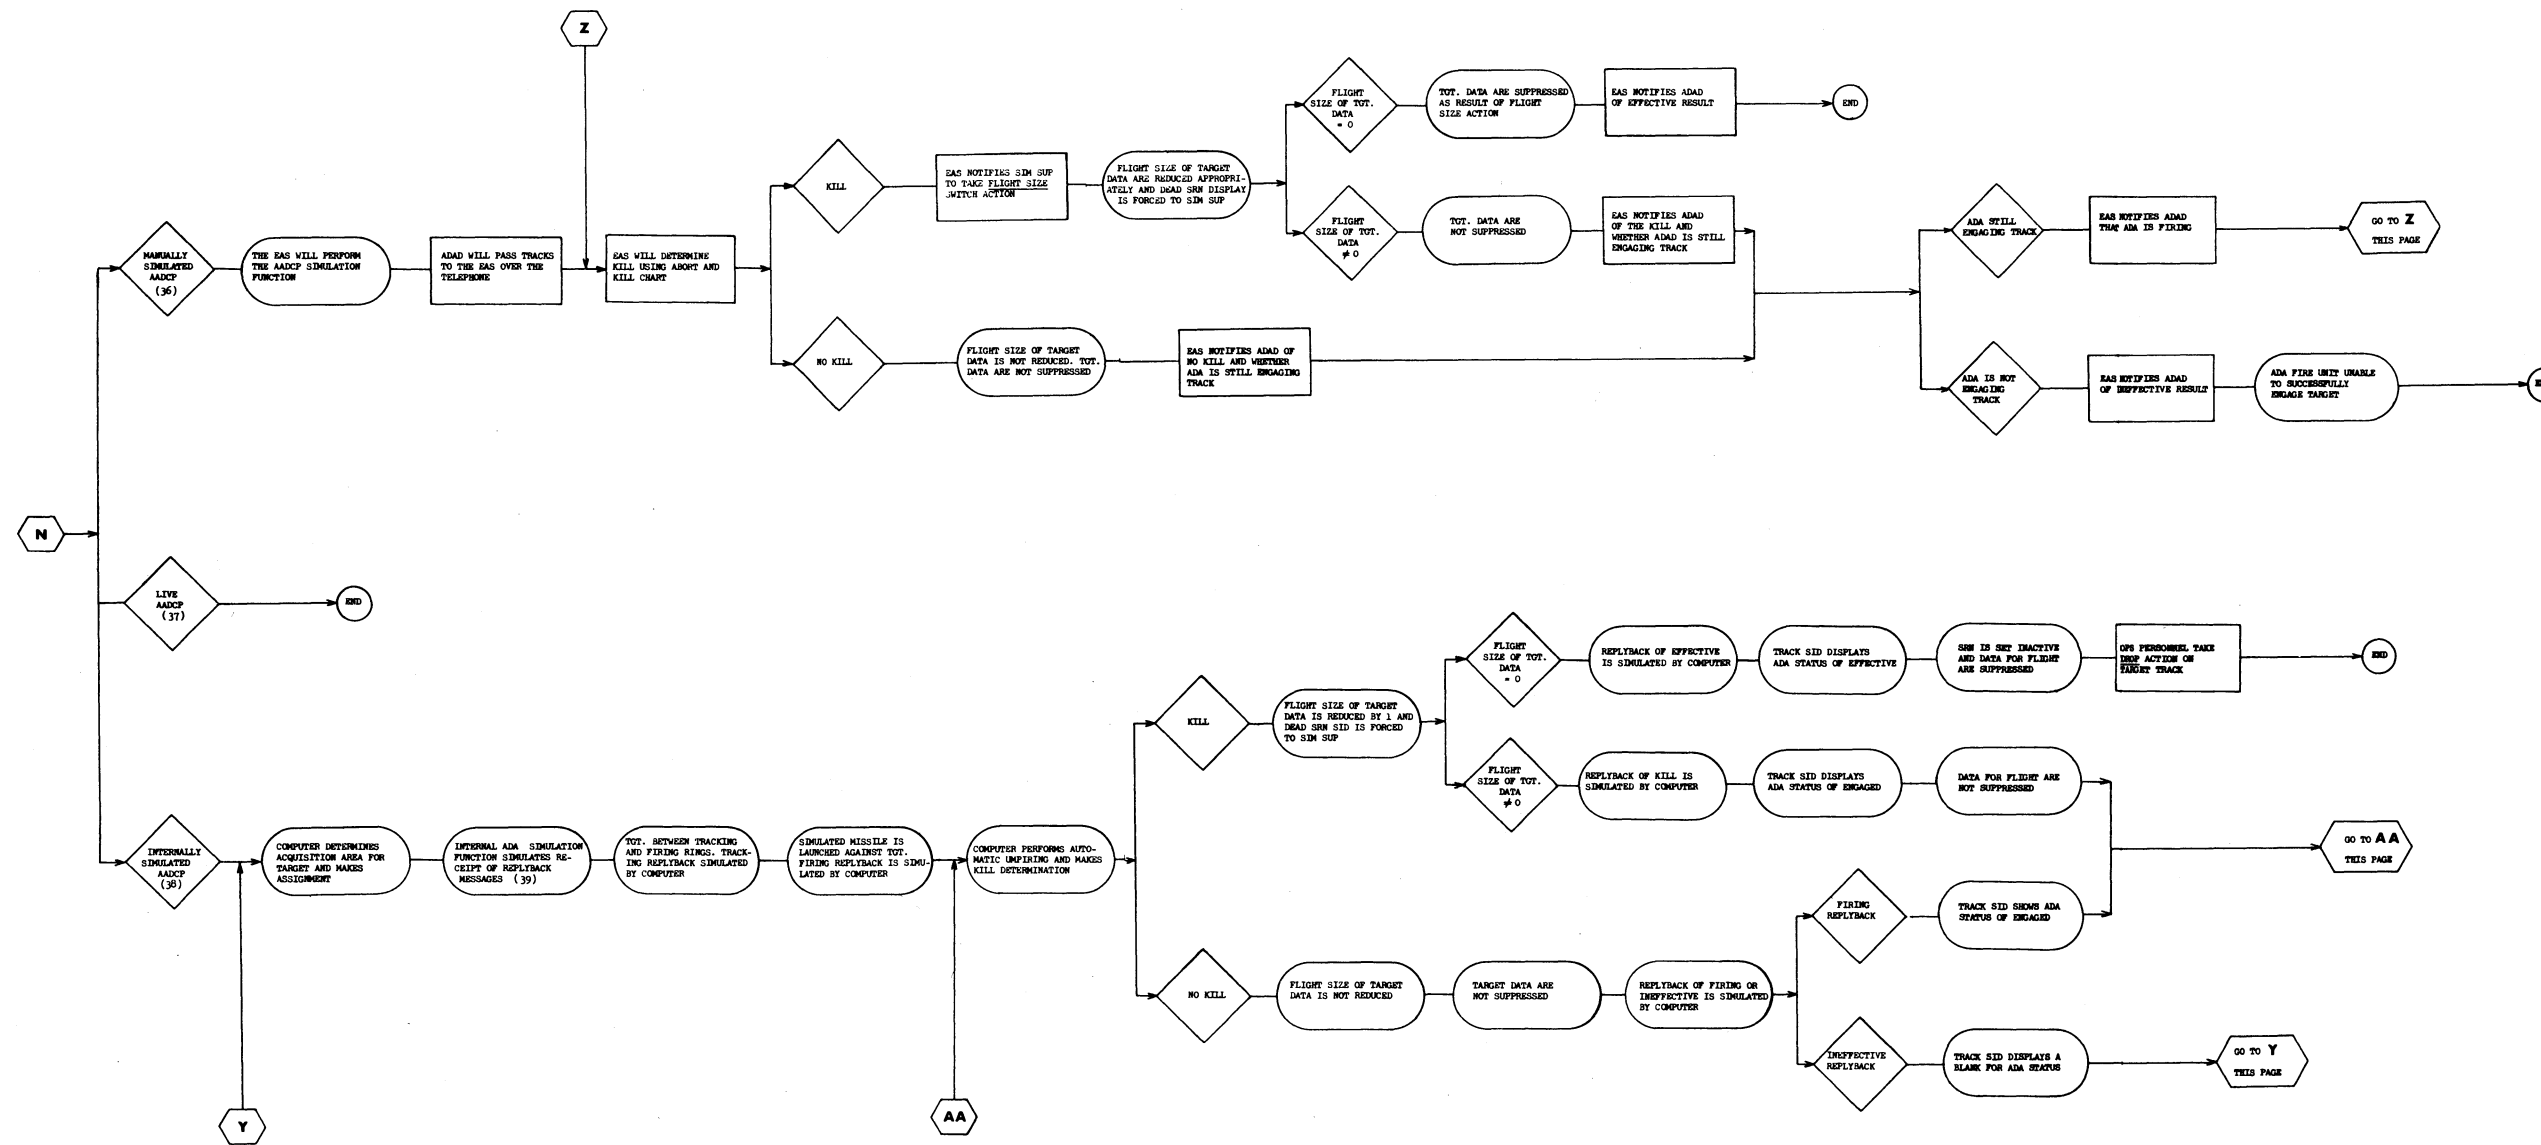 Z
MANUALLY
SIMULATED
AADCP
(36)
THE EAS WILL PERFORM
THE AADCP SIMULATION
FUNCTION
ADAD WILL PASS TRACKS
TO THE EAS OVER THE
TELEPHONE
EAS WILL DETERMINE
KILL USING ABORT AND
KILL CHART
KILL
EAS NOTIFIES SIM SUP
TO TAKE FLIGHT SIZE
SWITCH ACTION
FLIGHT SIZE OF TARGET
DATA ARE REDUCED APPROPRI-
ATELY AND DEAD SRN DISPLAY
IS FORCED TO SIM SUP
FLIGHT
SIZE OF TGT.
DATA
= 0
TGT. DATA ARE SUPPRESSED
AS RESULT OF FLIGHT
SIZE ACTION
EAS NOTIFIES ADAD
OF EFFECTIVE RESULT
END
FLIGHT
SIZE OF TGT.
DATA
≠ 0
TGT. DATA ARE
NOT SUPPRESSED
EAS NOTIFIES ADAD
OF THE KILL AND
WHETHER ADAD IS STILL
ENGAGING TRACK
NO KILL
FLIGHT SIZE OF TARGET
DATA IS NOT REDUCED. TGT.
DATA ARE NOT SUPPRESSED
EAS NOTIFIES ADAD OF
NO KILL AND WHETHER
ADA IS STILL ENGAGING
TRACK
ADA STILL
ENGAGING TRACK
EAS NOTIFIES ADAD
THAT ADA IS FIRING
GO TO Z
THIS PAGE
ADA IS NOT
ENGAGING
TRACK
EAS NOTIFIES ADAD
OF INEFFECTIVE RESULT
ADA FIRE UNIT UNABLE
TO SUCCESSFULLY
ENGAGE TARGET
N
LIVE
AADCP
(37)
END
INTERNALLY
SIMULATED
AADCP
(38)
COMPUTER DETERMINES
ACQUISITION AREA FOR
TARGET AND MAKES
ASSIGNMENT
INTERNAL ADA SIMULATION
FUNCTION SIMULATES RE-
CEIPT OF REPLYBACK
MESSAGES (39)
TGT. BETWEEN TRACKING
AND FIRING RINGS. TRACK-
ING REPLYBACK SIMULATED
BY COMPUTER
SIMULATED MISSILE IS
LAUNCHED AGAINST TGT.
FIRING REPLYBACK IS SIMU-
LATED BY COMPUTER
COMPUTER PERFORMS AUTO-
MATIC UMPIRING AND MAKES
KILL DETERMINATION
KILL
FLIGHT SIZE OF TARGET
DATA IS REDUCED BY 1 AND
DEAD SRN SID IS FORCED
TO SIM SUP
FLIGHT
SIZE OF TGT.
DATA
= 0
REPLYBACK OF EFFECTIVE
IS SIMULATED BY COMPUTER
TRACK SID DISPLAYS
ADA STATUS OF EFFECTIVE
SRN IS SET INACTIVE
AND DATA FOR FLIGHT
ARE SUPPRESSED
OPS PERSONNEL TAKE
DROP ACTION ON
TARGET TRACK
END
FLIGHT
SIZE OF TGT.
DATA
≠ 0
REPLYBACK OF KILL IS
SIMULATED BY COMPUTER
TRACK SID DISPLAYS
ADA STATUS OF ENGAGED
DATA FOR FLIGHT ARE
NOT SUPPRESSED
GO TO AA
THIS PAGE
NO KILL
FLIGHT SIZE OF TARGET
DATA IS NOT REDUCED
TARGET DATA ARE
NOT SUPPRESSED
REPLYBACK OF FIRING OR
INEFFECTIVE IS SIMULATED
BY COMPUTER
FIRING
REPLYBACK
TRACK SID SHOWS ADA
STATUS OF ENGAGED
INEFFECTIVE
REPLYBACK
TRACK SID DISPLAYS A
BLANK FOR ADA STATUS
GO TO Y
THIS PAGE
Y
AA